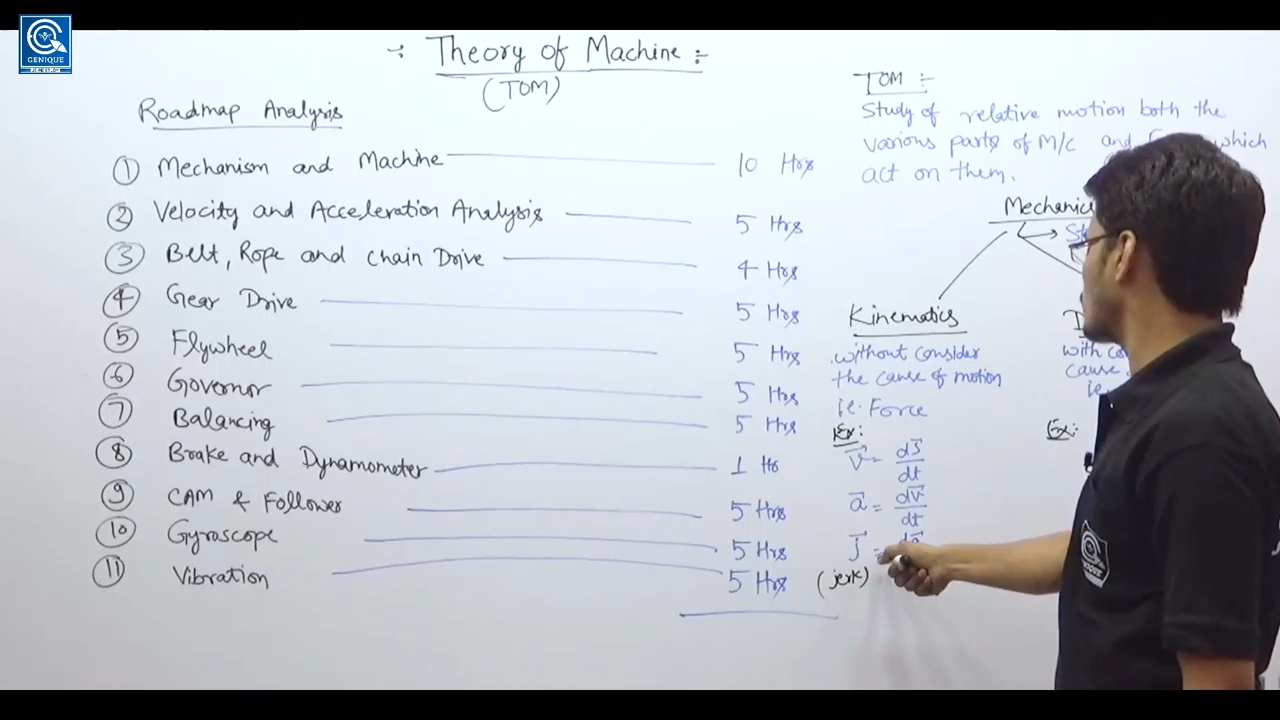 GENIQUE
-: Theory of Machine :-
(TOM)
Roadmap Analysis
① Mechanism and Machine 10 Hrs
② Velocity and Acceleration Analysis 5 Hrs
③ Belt, Rope and chain Drive 4 Hrs
④ Gear Drive 5 Hrs
⑤ Flywheel 5 Hrs
⑥ Governor 5 Hrs
⑦ Balancing 5 Hrs
⑧ Brake and Dynamometer 1 Hr
⑨ CAM & Follower 5 Hrs
⑩ Gyroscope 5 Hrs
⑪ Vibration 5 Hrs
TOM :-
Study of relative motion both the
various parts of M/c and which
act on them.
Mechanics
Kinematics
without consider
the cause of motion
ie. Force
Ex:
v⃗ = ds⃗/dt
a⃗ = dv⃗/dt
(jerk)
with
cause
ie.
Ex: